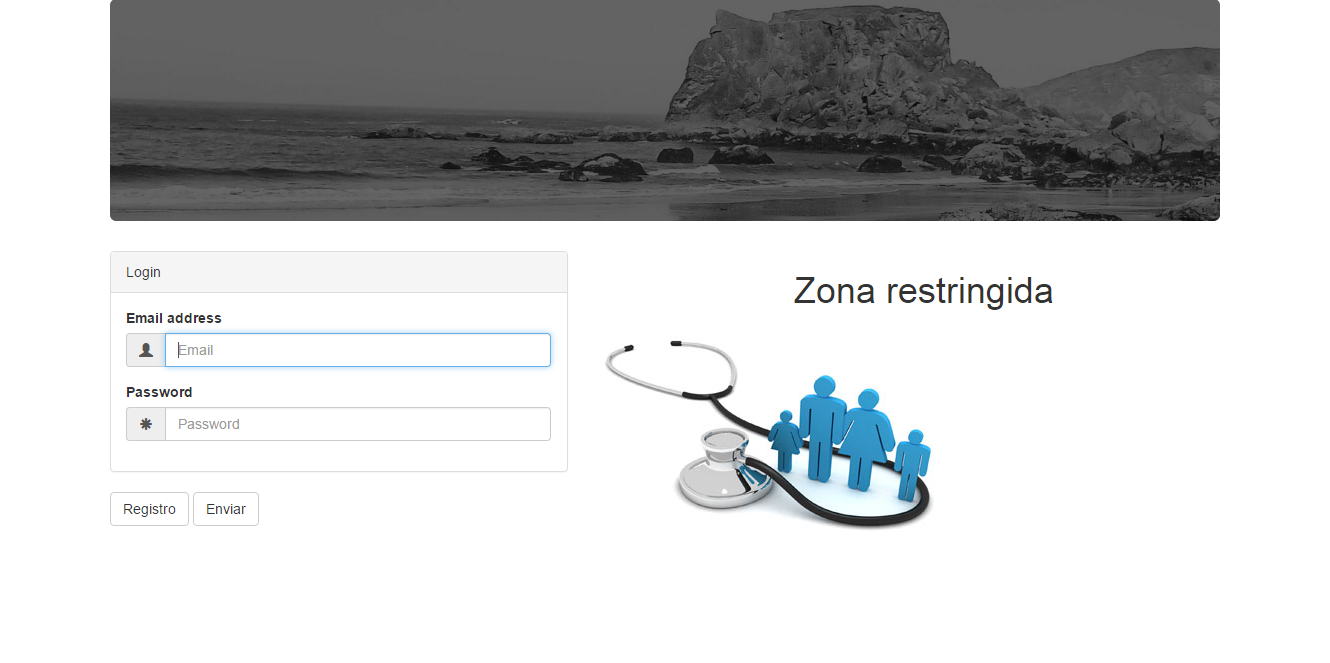 Login
Email address
Email
Password
Password
Registro Enviar
Zona restringida